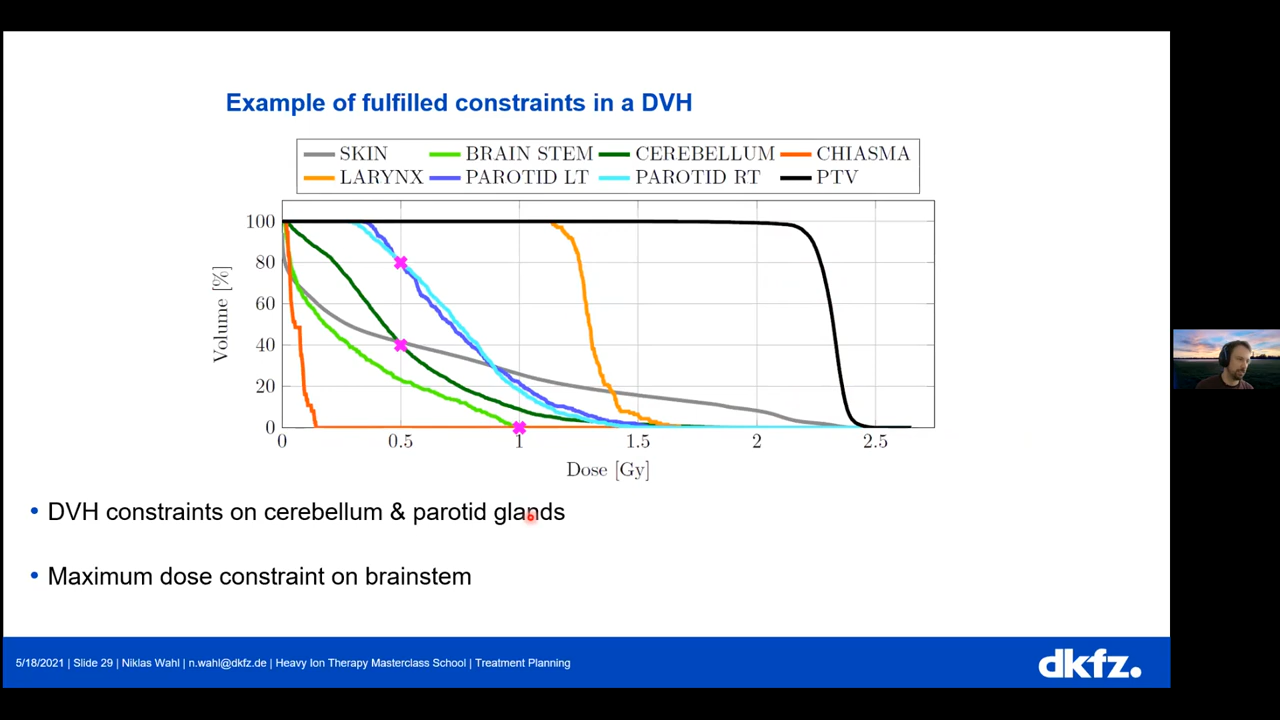 Example of fulfilled constraints in a DVH
SKIN BRAIN STEM CEREBELLUM CHIASMA
LARYNX PAROTID LT PAROTID RT PTV
100
80
60
40
20
0
Volume [%]
0 0.5 1 1.5 2 2.5
Dose [Gy]
• DVH constraints on cerebellum & parotid glands
• Maximum dose constraint on brainstem
5/18/2021 | Slide 29 | Niklas Wahl | n.wahl@dkfz.de | Heavy Ion Therapy Masterclass School | Treatment Planning
dkfz.